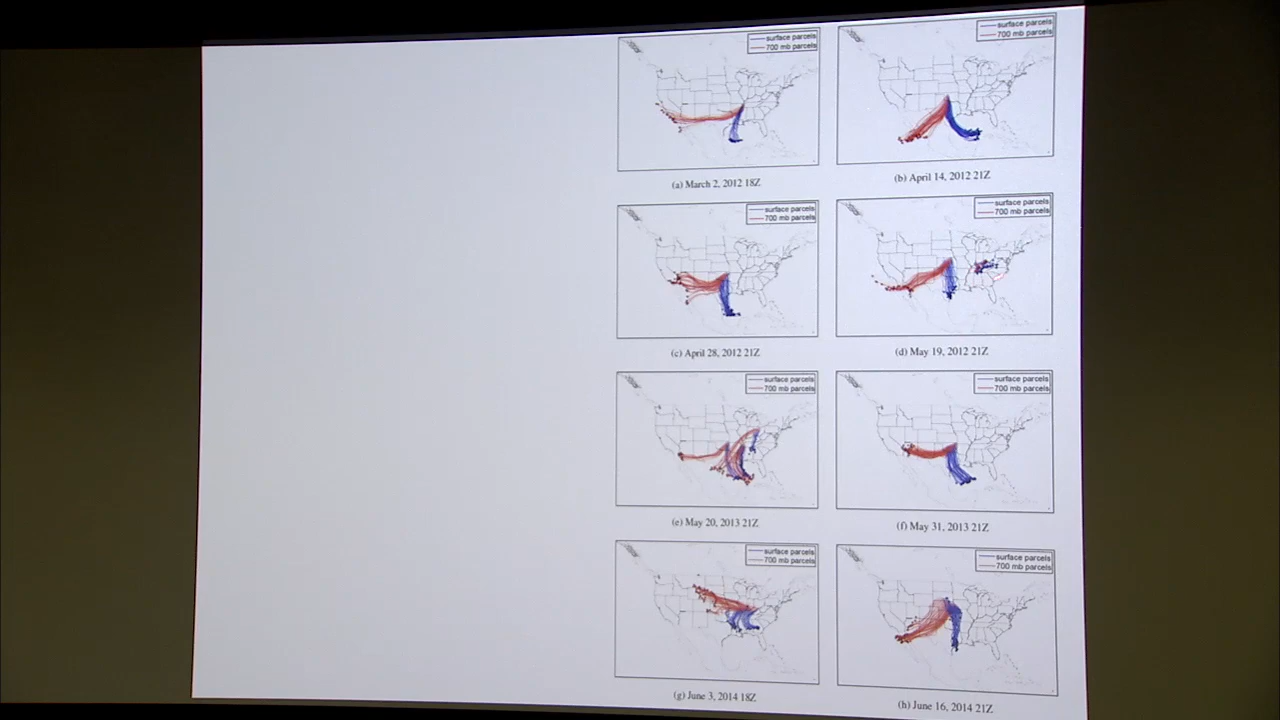 surface parcels
700 mb parcels
surface parcels
700 mb parcels
(a) March 2, 2012 18Z
(b) April 14, 2012 21Z
surface parcels
700 mb parcels
surface parcels
700 mb parcels
(c) April 28, 2012 21Z
(d) May 19, 2012 21Z
surface parcels
700 mb parcels
surface parcels
700 mb parcels
(e) May 20, 2013 21Z
(f) May 31, 2013 21Z
surface parcels
700 mb parcels
surface parcels
700 mb parcels
(g) June 3, 2014 18Z
(h) June 16, 2014 21Z